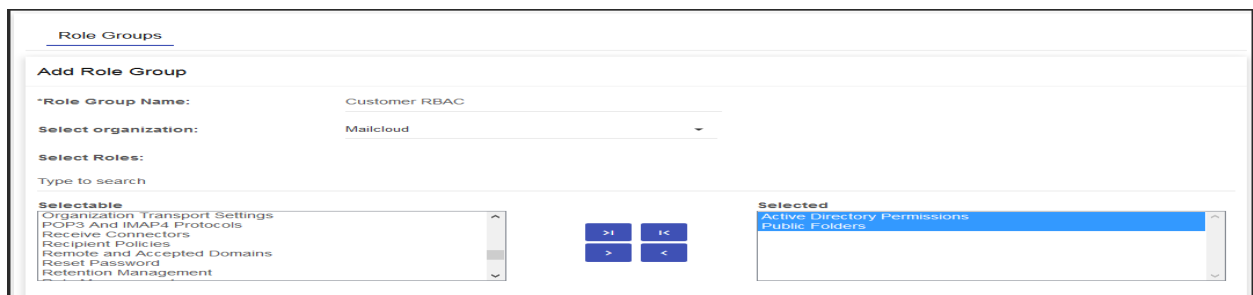 Role Groups
Add Role Group
*Role Group Name:
Customer RBAC
Select organization:
Mailcloud
Select Roles:
Type to search
Selectable
Organization Transport Settings
POP3 And IMAP4 Protocols
Receive Connectors
Recipient Policies
Remote and Accepted Domains
Reset Password
Retention Management
>I
I<
>
<
Selected
Active Directory Permissions
Public Folders